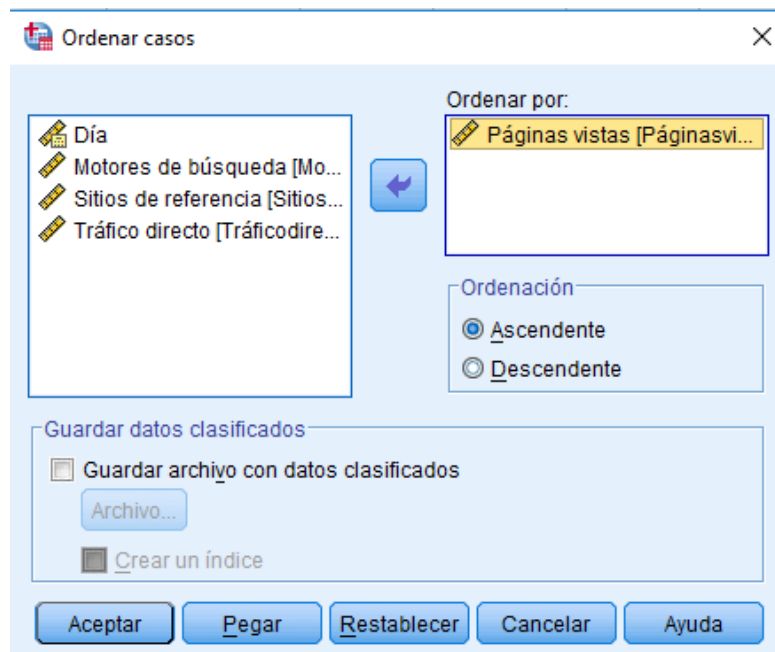 Ordenar casos
Ordenar por:
Día
Motores de búsqueda [Mo...
Sitios de referencia [Sitios...
Tráfico directo [Tráficodire...
Páginas vistas [Páginasvi...
Ordenación
Ascendente
Descendente
Guardar datos clasificados
Guardar archivo con datos clasificados
Archivo...
Crear un índice
Aceptar Pegar Restablecer Cancelar Ayuda